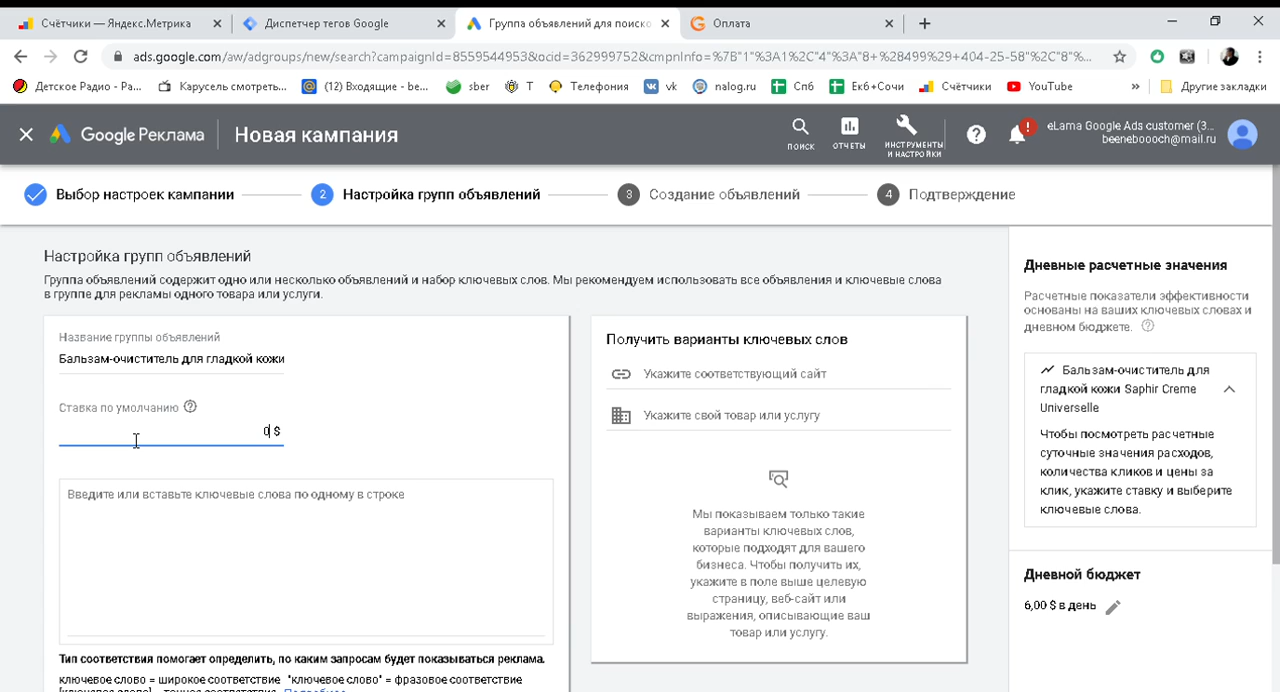 Счётчики — Яндекс.Метрика
Диспетчер тегов Google
Группа объявлений для поиско
Оплата
ads.google.com/aw/adgroups/new/search?campaignId=8559544953&ocid=362999752&cmpnInfo=%7B"1"%3A1%2C"4"%3A"8+%28499%29+404-25-58"%2C"8"%...
Детское Радио - Ра...
Карусель смотреть...
(12) Входящие - be...
Sber
T
Телефония
vk
nalog.ru
Спб
Екб+Сочи
Счётчики
YouTube
»
Другие закладки
Google Реклама
Новая кампания
ПОИСК
ОТЧЕТЫ
ИНСТРУМЕНТЫ
И НАСТРОЙКИ
eLama Google Ads customer (3...
beeneboooch@mail.ru
Выбор настроек кампании
2 Настройка групп объявлений
3 Создание объявлений
4 Подтверждение
Настройка групп объявлений
Группа объявлений содержит одно или несколько объявлений и набор ключевых слов. Мы рекомендуем использовать все объявления и ключевые слова
в группе для рекламы одного товара или услуги.
Название группы объявлений
Бальзам-очиститель для гладкой кожи
Ставка по умолчанию
0 $
Введите или вставьте ключевые слова по одному в строке
Тип соответствия помогает определить, по каким запросам будет показываться реклама.
ключевое слово = широкое соответствие "ключевое слово" = фразовое соответствие
[ключевое слово] = точное соответствие Подробнее
Получить варианты ключевых слов
Укажите соответствующий сайт
Укажите свой товар или услугу
Мы показываем только такие
варианты ключевых слов,
которые подходят для вашего
бизнеса. Чтобы получить их,
укажите в поле выше целевую
страницу, веб-сайт или
выражения, описывающие ваш
товар или услугу.
Дневные расчетные значения
Расчетные показатели эффективности
основаны на ваших ключевых словах и
дневном бюджете.
Бальзам-очиститель для
гладкой кожи Saphir Creme
Universelle
Чтобы посмотреть расчетные
суточные значения расходов,
количества кликов и цены за
клик, укажите ставку и выберите
ключевые слова.
Дневной бюджет
6,00 $ в день